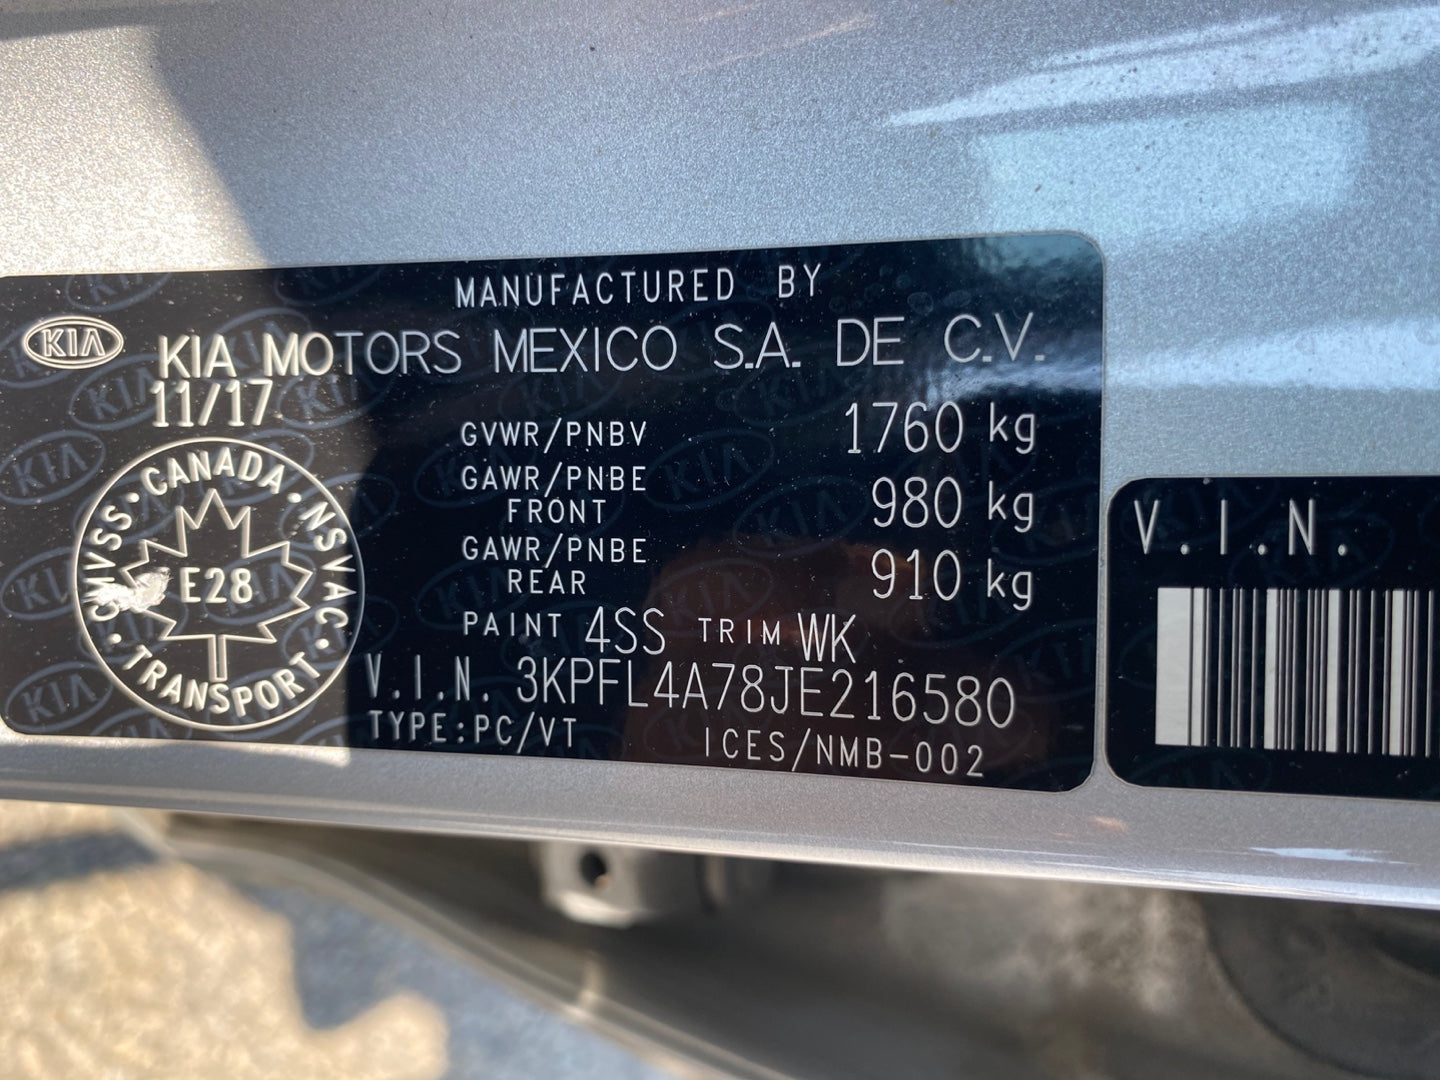 MANUFACTURED BY
KIA
KIA MOTORS MEXICO S.A. DE C.V.
11/17
GVWR/PNBV 1760 kg
GAWR/PNBE FRONT 980 kg
GAWR/PNBE REAR 910 kg
CANADA · NSVAC · TRANSPORT · CMVSS ·
E28
PAINT 4SS TRIM WK
V.I.N. 3KPFL4A78JE216580
TYPE:PC/VT ICES/NMB-002
V.I.N.